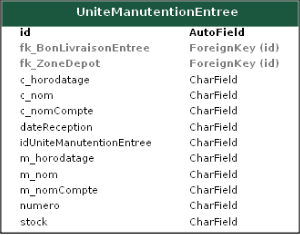 UniteManutentionEntree
id AutoField
fk_BonLivraisonEntree ForeignKey (id)
fk_ZoneDepot ForeignKey (id)
c_horodatage CharField
c_nom CharField
c_nomCompte CharField
dateReception CharField
idUniteManutentionEntree CharField
m_horodatage CharField
m_nom CharField
m_nomCompte CharField
numero CharField
stock CharField